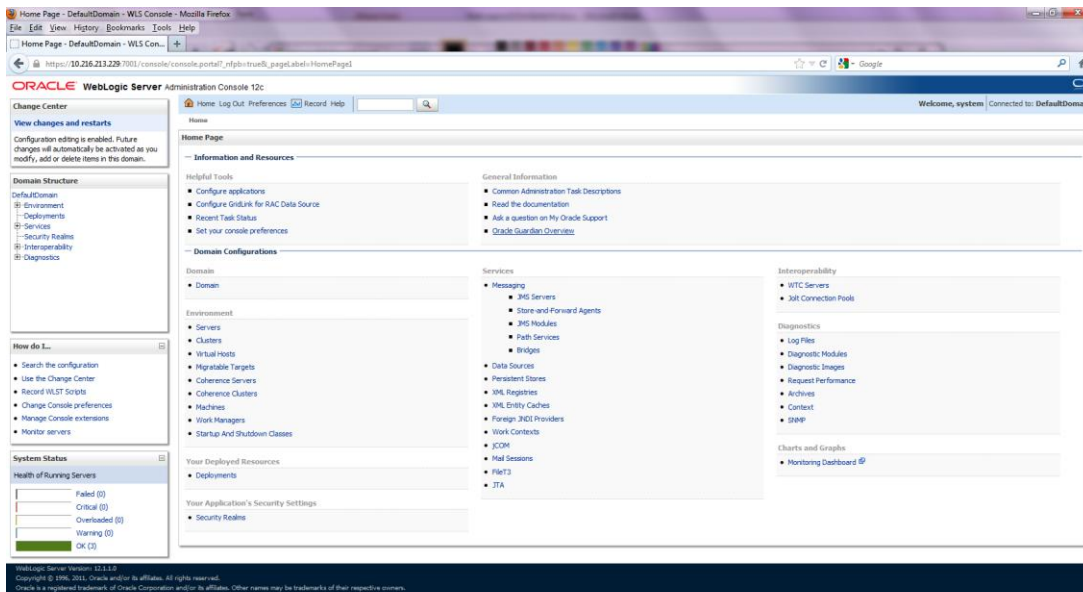 Home Page - DefaultDomain - WLS Console - Mozilla Firefox
File Edit View History Bookmarks Tools Help
Home Page - DefaultDomain - WLS Con... +
https://10.216.213.229:7001/console/console.portal?_nfpb=true&_pageLabel=HomePage1
Google
ORACLE WebLogic Server Administration Console 12c
Change Center
View changes and restarts
Configuration editing is enabled. Future
changes will automatically be activated as you
modify, add or delete items in this domain.
Domain Structure
DefaultDomain
Environment
Deployments
Services
Security Realms
Interoperability
Diagnostics
How do I...
Search the configuration
Use the Change Center
Record WLST Scripts
Change Console preferences
Manage Console extensions
Monitor servers
System Status
Health of Running Servers
Failed (0)
Critical (0)
Overloaded (0)
Warning (0)
OK (3)
Home Log Out Preferences Record Help
Welcome, system Connected to: DefaultDoma
Home
Home Page
Information and Resources
Helpful Tools
Configure applications
Configure GridLink for RAC Data Source
Recent Task Status
Set your console preferences
General Information
Common Administration Task Descriptions
Read the documentation
Ask a question on My Oracle Support
Oracle Guardian Overview
Domain Configurations
Domain
Domain
Environment
Servers
Clusters
Virtual Hosts
Migratable Targets
Coherence Servers
Coherence Clusters
Machines
Work Managers
Startup And Shutdown Classes
Your Deployed Resources
Deployments
Your Application's Security Settings
Security Realms
Services
Messaging
JMS Servers
Store-and-Forward Agents
JMS Modules
Path Services
Bridges
Data Sources
Persistent Stores
XML Registries
XML Entity Caches
Foreign JNDI Providers
Work Contexts
jCOM
Mail Sessions
FileT3
JTA
Interoperability
WTC Servers
Jolt Connection Pools
Diagnostics
Log Files
Diagnostic Modules
Diagnostic Images
Request Performance
Archives
Context
SNMP
Charts and Graphs
Monitoring Dashboard
WebLogic Server Version: 12.1.1.0
Copyright © 1996, 2011, Oracle and/or its affiliates. All rights reserved.
Oracle is a registered trademark of Oracle Corporation and/or its affiliates. Other names may be trademarks of their respective owners.